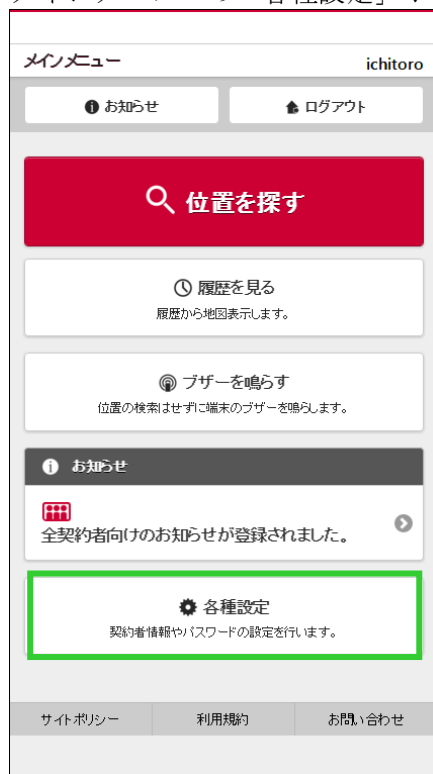 メインメニュー
ichitoro
お知らせ
ログアウト
位置を探す
履歴を見る
履歴から地図表示します。
ブザーを鳴らす
位置の検索はせずに端末のブザーを鳴らします。
お知らせ
全契約者向けのお知らせが登録されました。
各種設定
契約者情報やパスワードの設定を行います。
サイトポリシー
利用規約
お問い合わせ